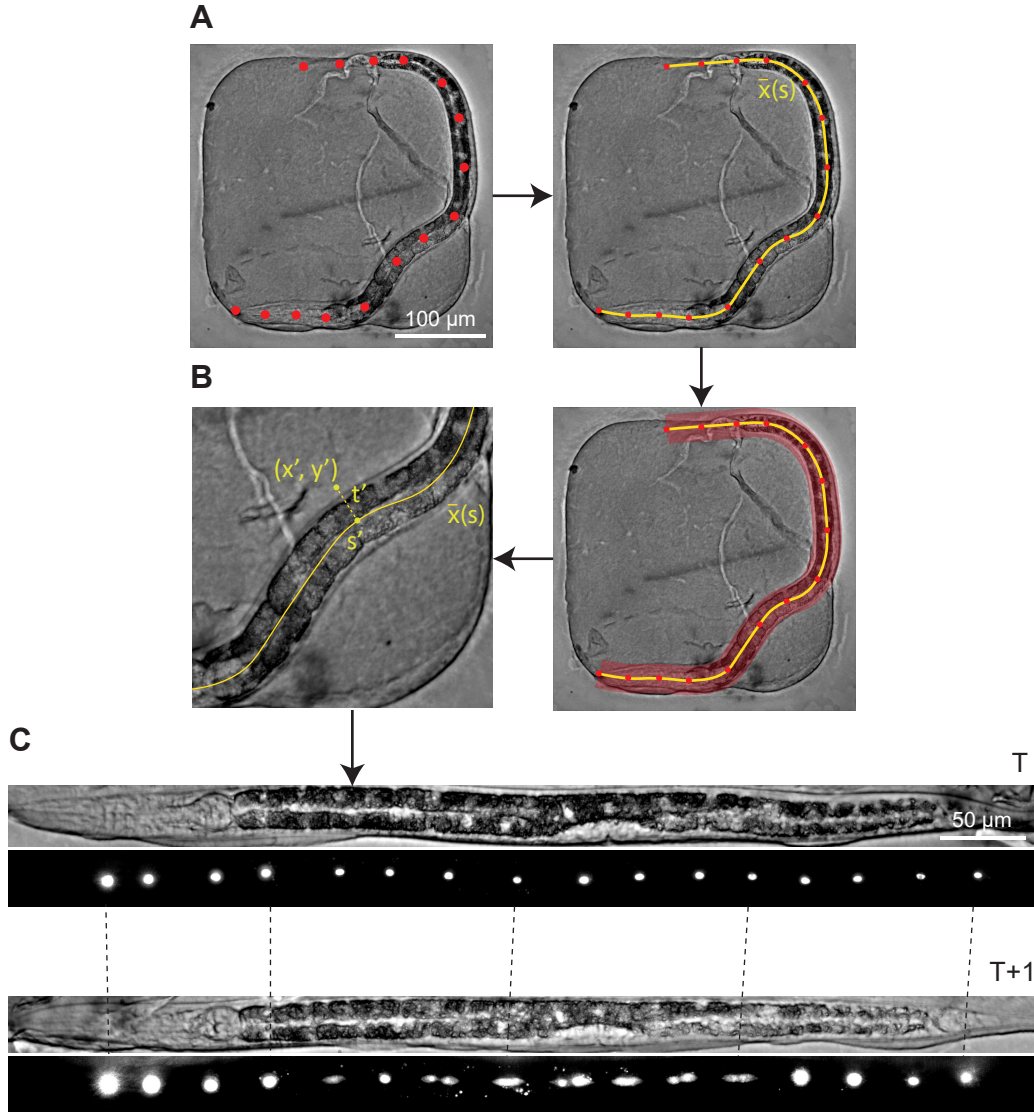 A
x̄(s)
100 µm
B
(x’, y’)
t’
x̄(s)
s’
C
T
50 µm
T+1